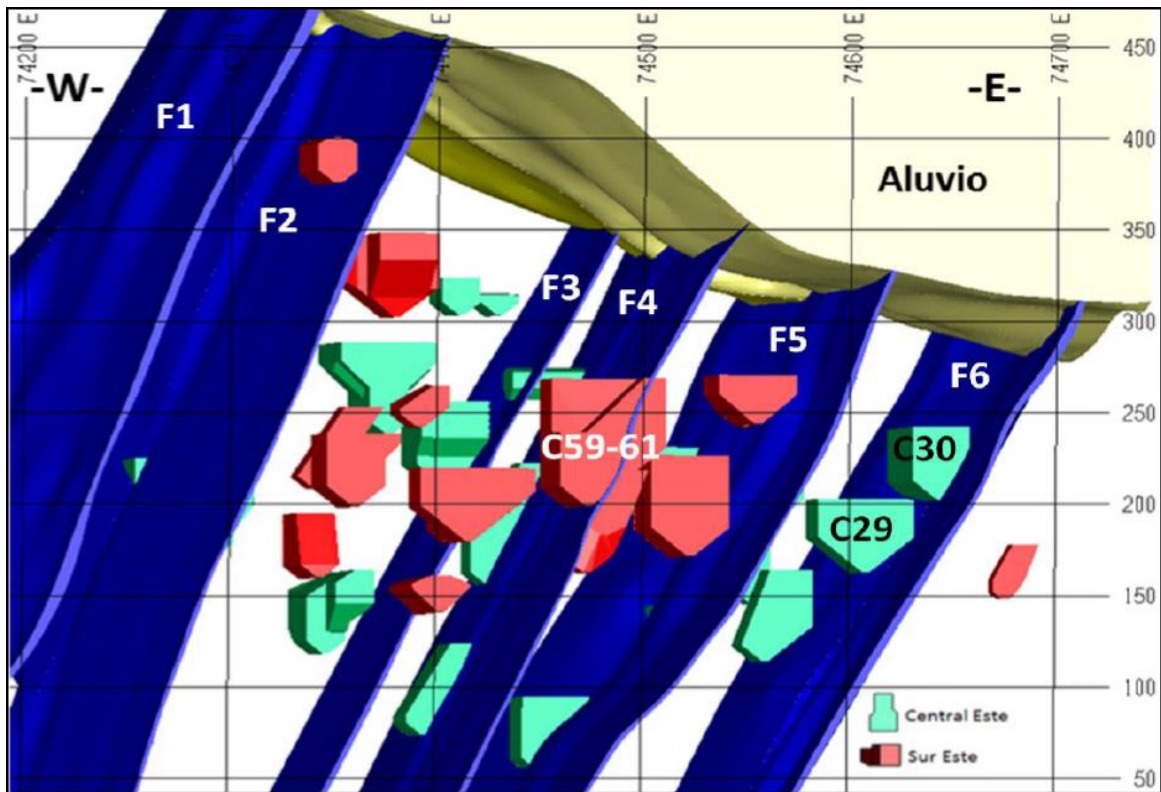 74200 E
74500 E
74600 E
74700 E
450
-W-
-E-
F1
400
Aluvio
F2
350
F3
F4
300
F5
F6
250
C59-61
C30
200
C29
150
100
Central Este
Sur Este
50